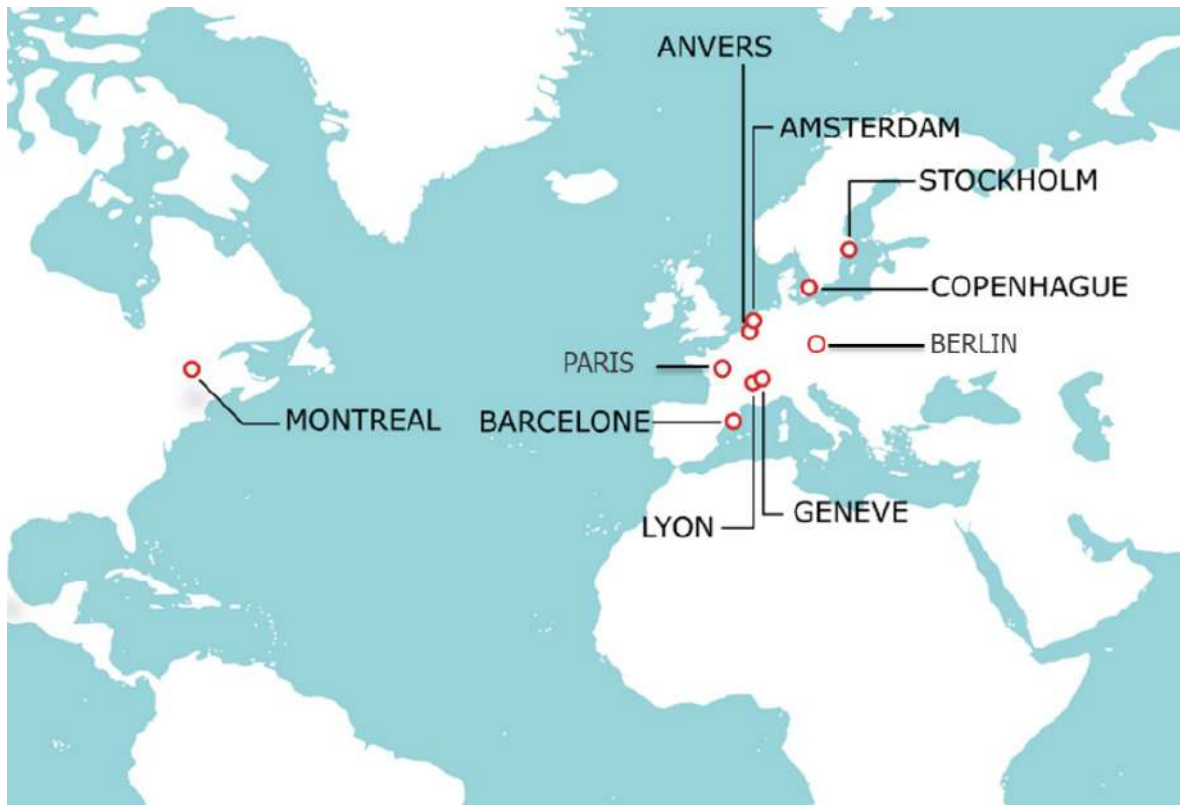 ANVERS
AMSTERDAM
STOCKHOLM
COPENHAGUE
BERLIN
PARIS
MONTREAL
BARCELONE
GENEVE
LYON